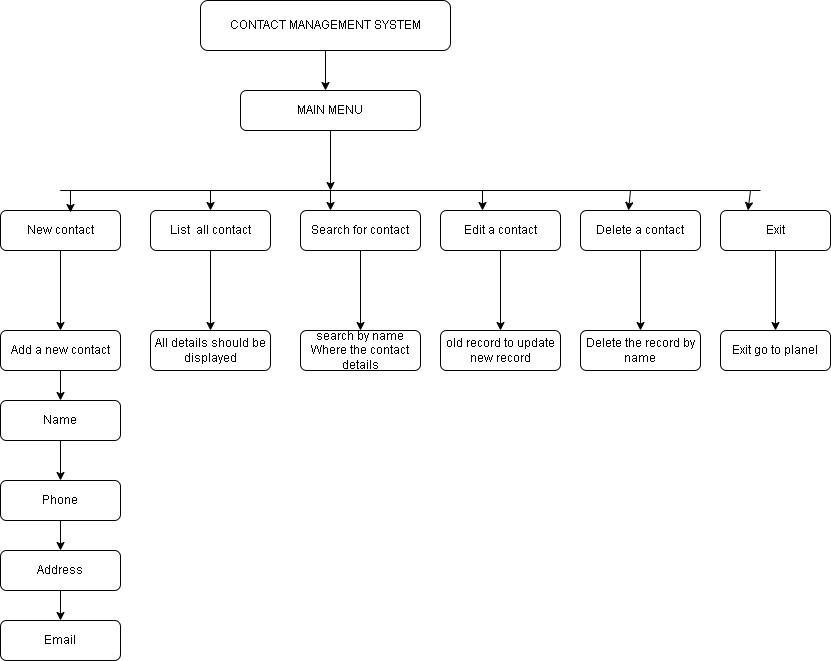 CONTACT MANAGEMENT SYSTEM
MAIN MENU
New contact
List all contact
Search for contact
Edit a contact
Delete a contact
Exit
Add a new contact
All details should be
displayed
search by name
Where the contact
details
old record to update
new record
Delete the record by
name
Exit go to planel
Name
Phone
Address
Email